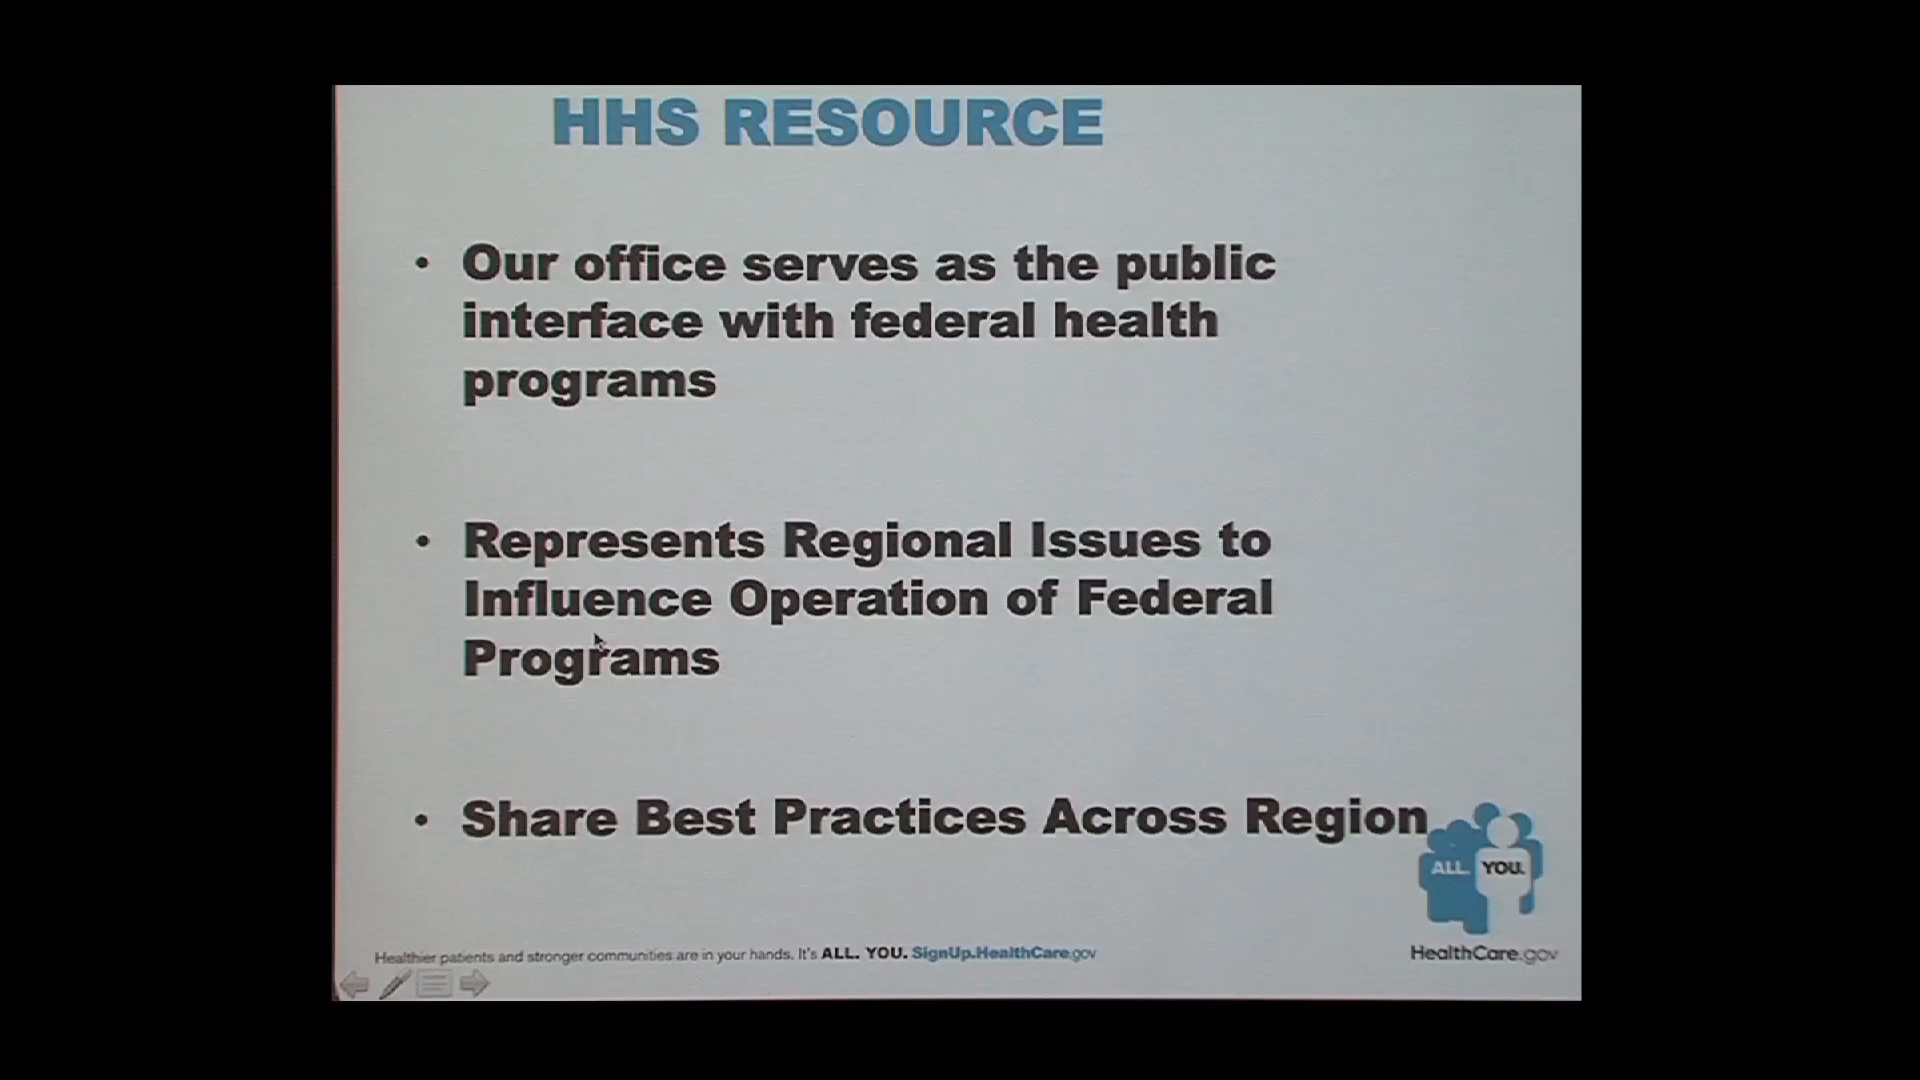 HHS RESOURCE
• Our office serves as the public
interface with federal health
programs
• Represents Regional Issues to
Influence Operation of Federal
Programs
• Share Best Practices Across Region
ALL. YOU.
HealthCare.gov
Healthier patients and stronger communities are in your hands. It's ALL. YOU. SignUp.HealthCare.gov